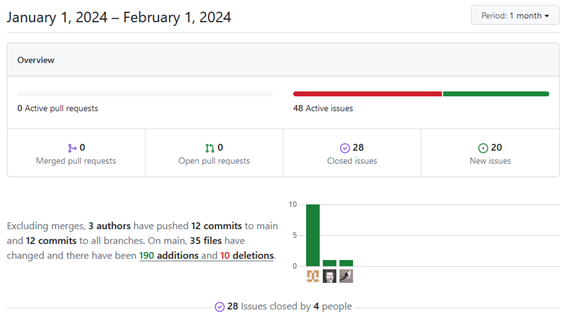 January 1, 2024 – February 1, 2024
Period: 1 month
Overview
0 Active pull requests
48 Active issues
0
Merged pull requests
0
Open pull requests
28
Closed issues
20
New issues
Excluding merges, 3 authors have pushed 12 commits to main
and 12 commits to all branches. On main, 35 files have
changed and there have been 190 additions and 10 deletions.
10
5
0
28 Issues closed by 4 people